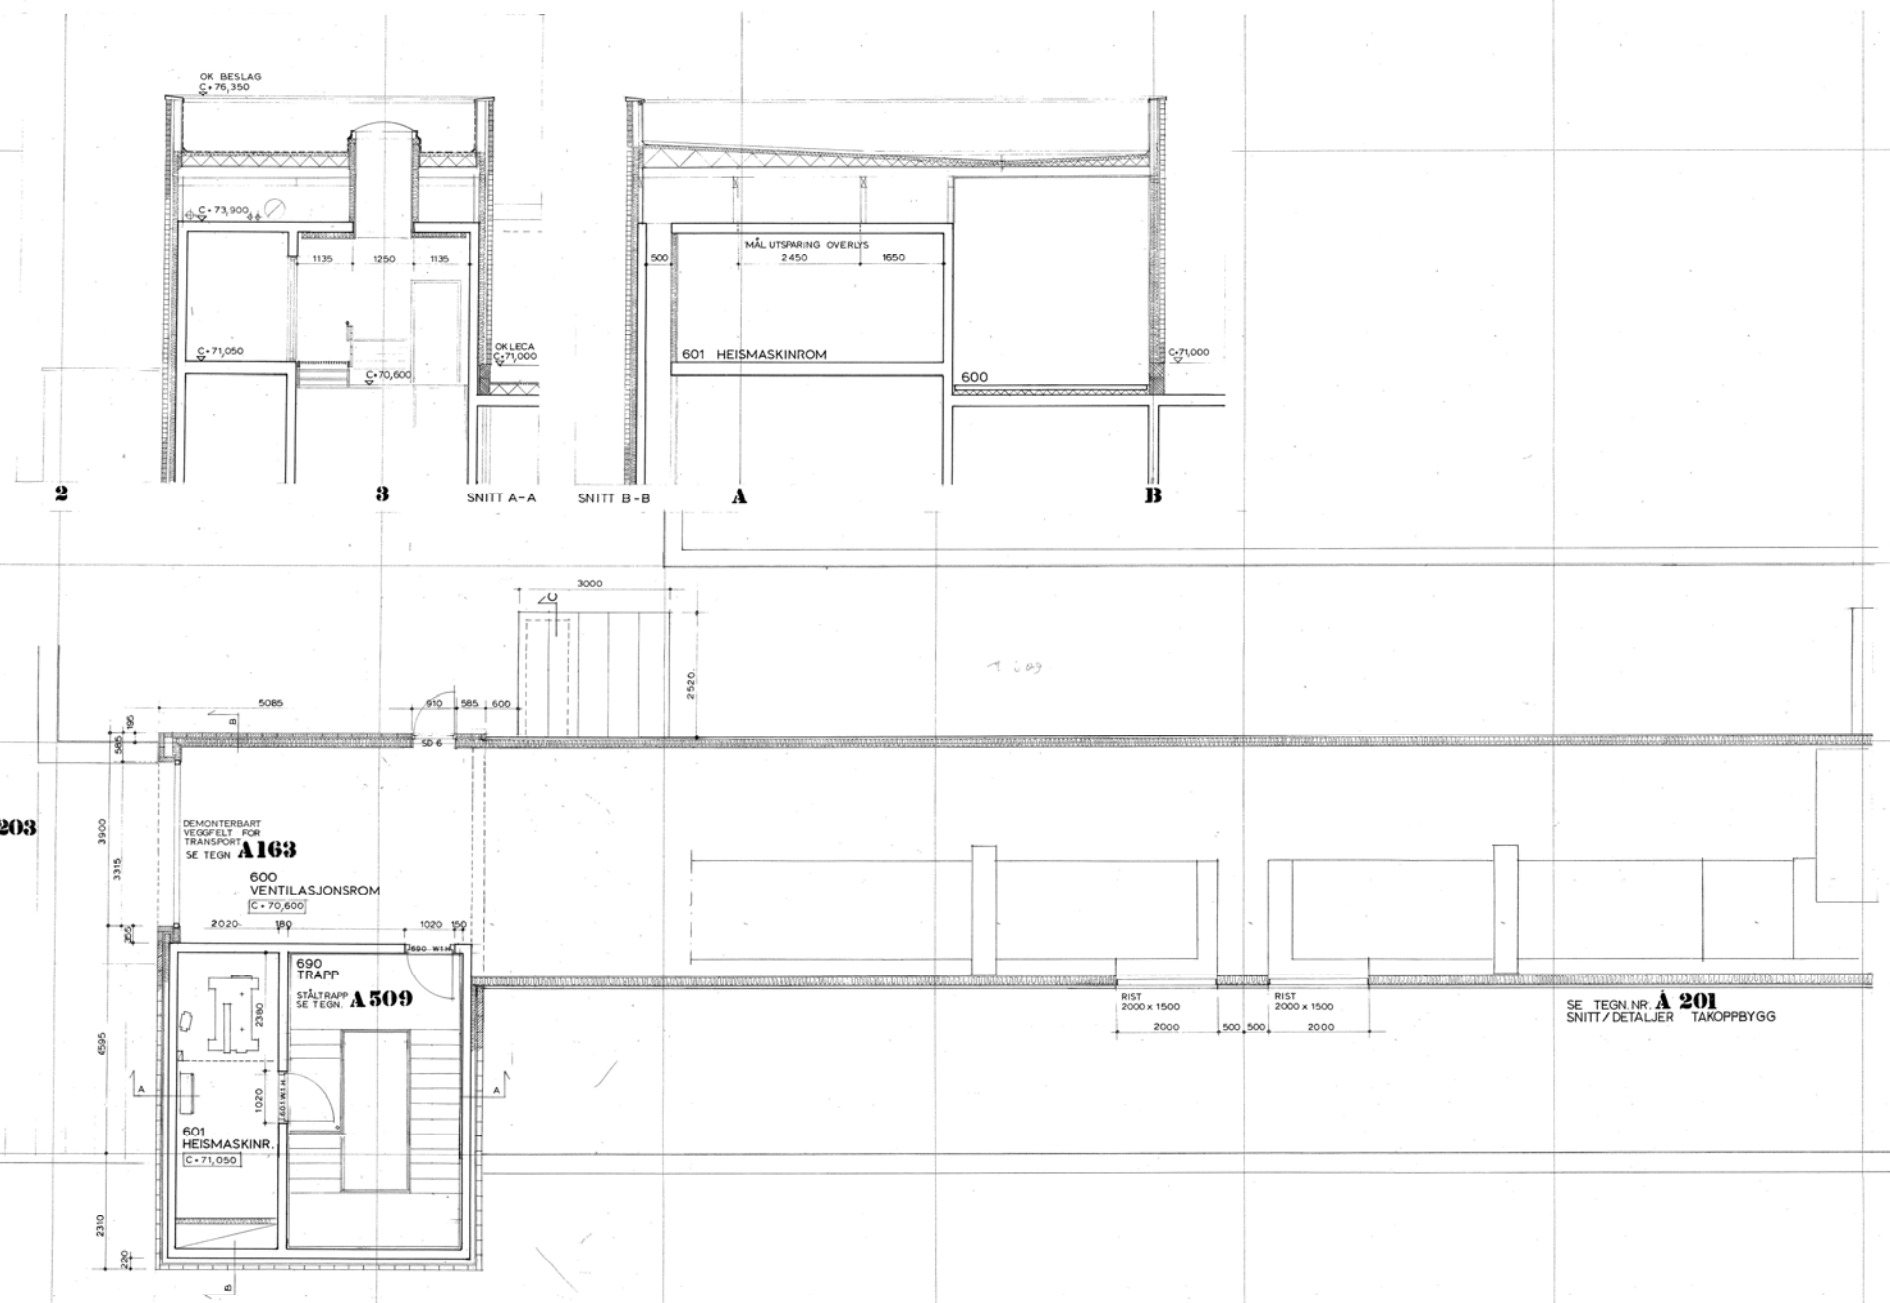 OK BESLAG
C+76,350
C+73,900
1135
1250
1135
C+71,050
C+70,600
OK LECA
C+71,000
2
3
SNITT A-A
MÅL UTSPARING OVERLYS
500
2450
1650
601 HEISMASKINROM
600
C+71,000
SNITT B-B
A
B
3000
C
2520
5085
910
585
600
B
SD 6
195
585
3900
3315
203
DEMONTERBART
VEGGFELT FOR
TRANSPORT
SE TEGN A163
600
VENTILASJONSROM
C+70,600
2020
180
1020
150
690 W1H
690
TRAPP
STÅLTRAPP
SE TEGN. A509
2380
1020
601 W1H
A
A
601
HEISMASKINR.
C+71,050
2310
220
B
RIST
2000 x 1500
2000
500
500
RIST
2000 x 1500
2000
SE TEGN. NR. A 201
SNITT/DETALJER TAKOPPBYGG